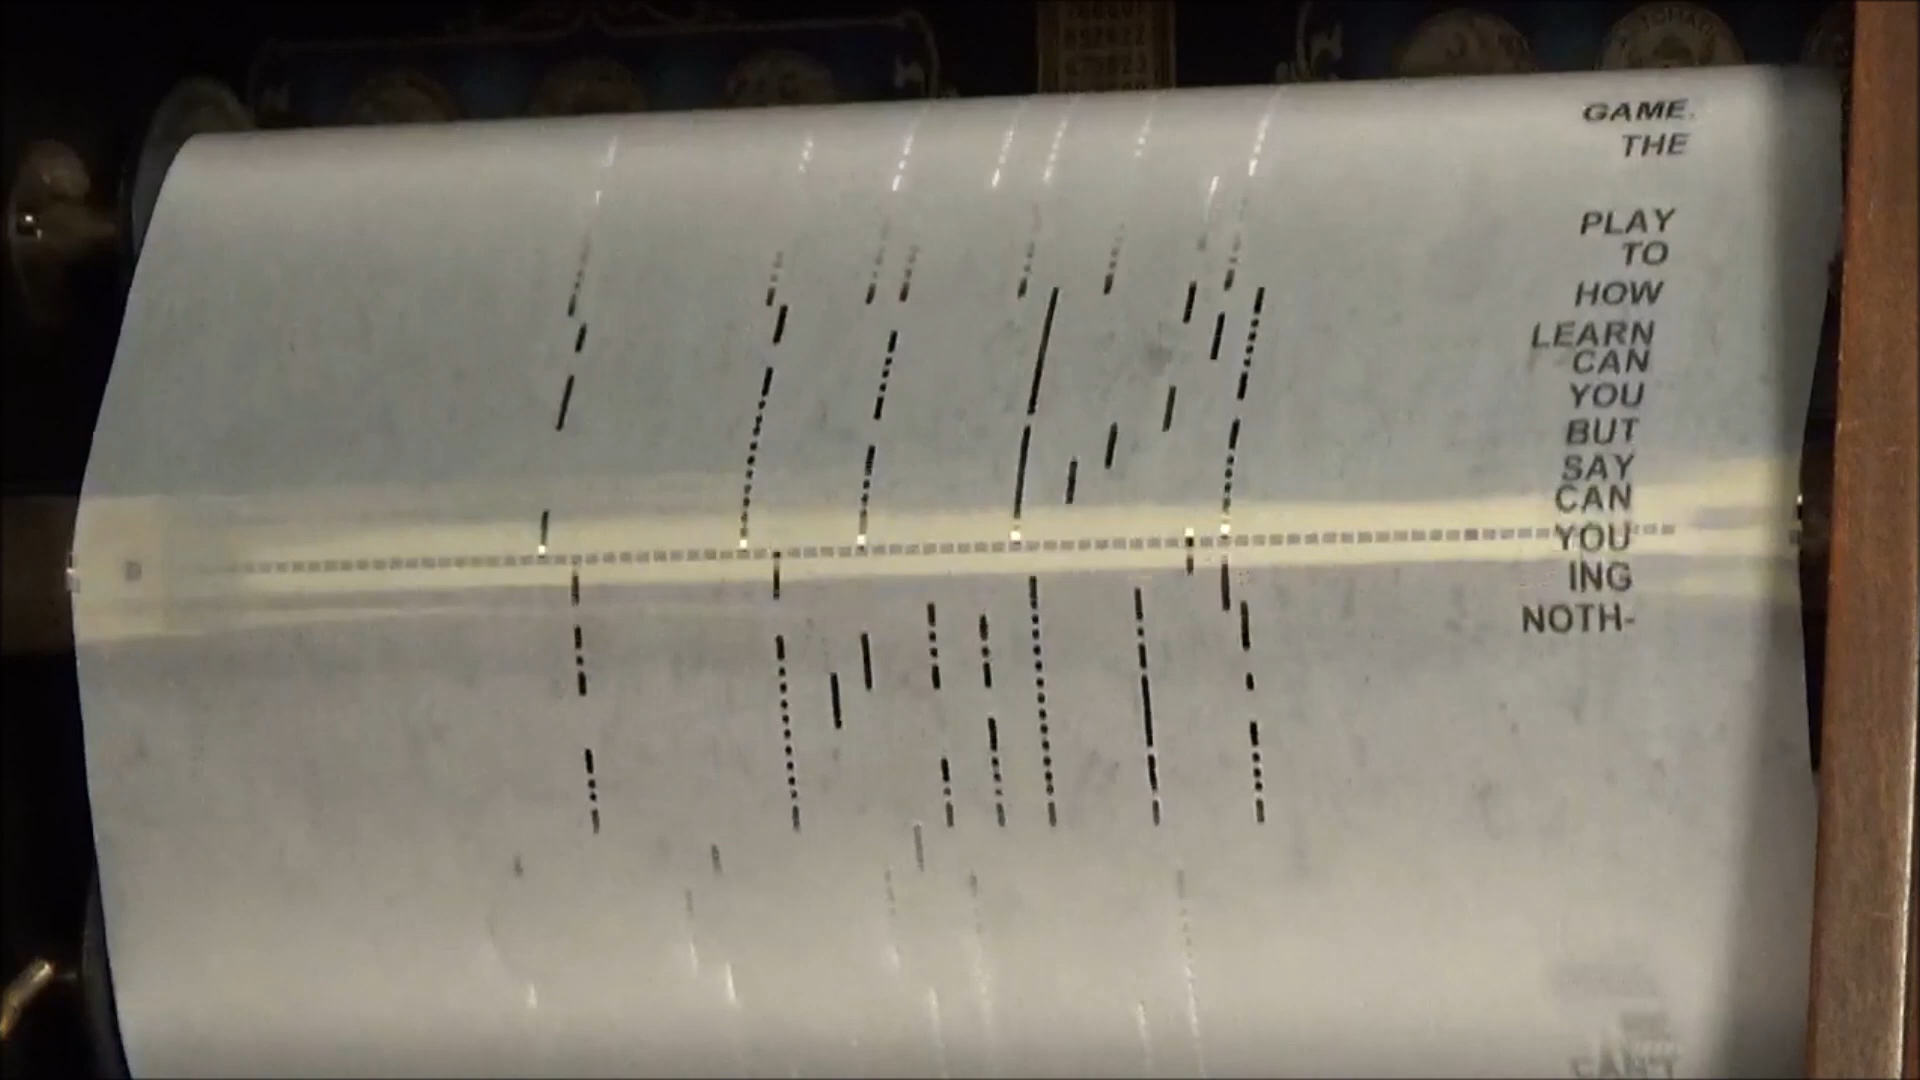 GAME.
THE
PLAY
TO
HOW
LEARN
CAN
YOU
BUT
SAY
CAN
YOU
ING
NOTH-